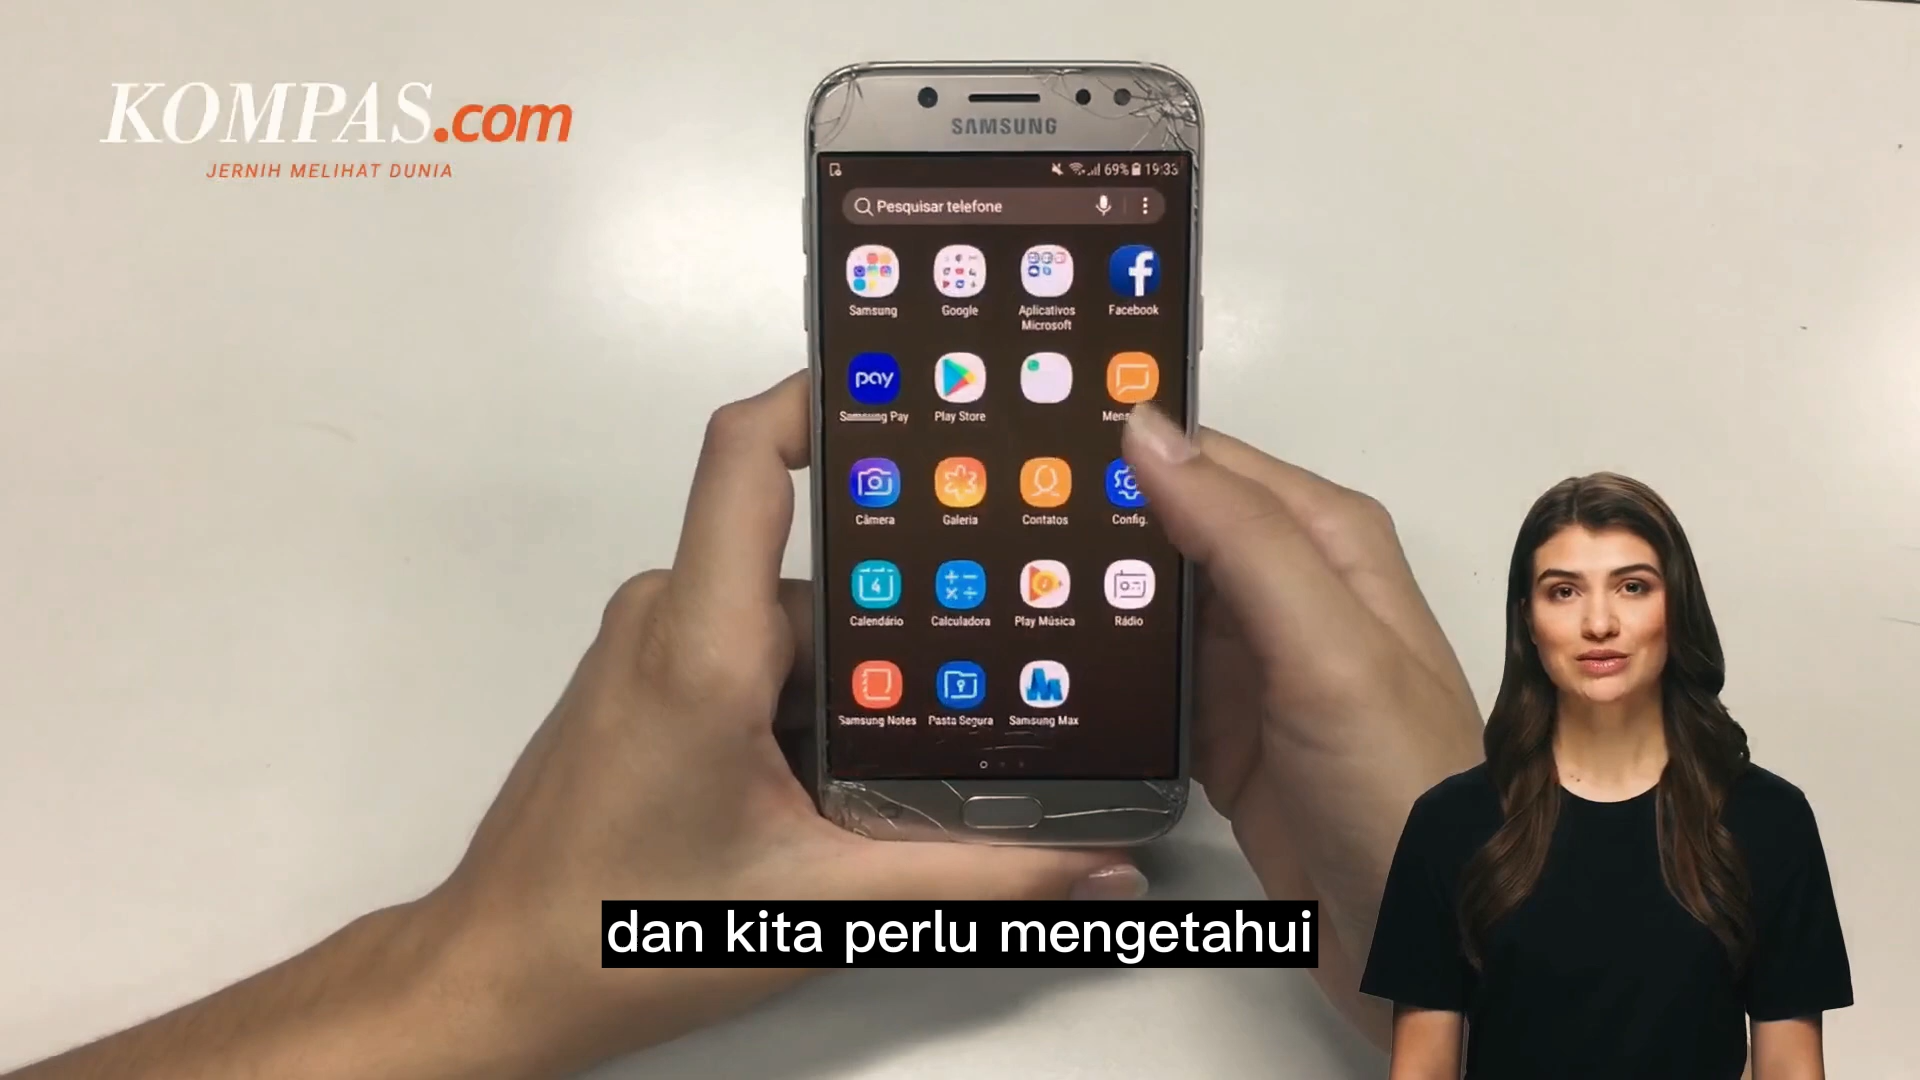 KOMPAS.com
JERNIH MELIHAT DUNIA
SAMSUNG
69% 19:33
Pesquisar telefone
Samsung
Google
Aplicativos
Microsoft
Facebook
pay
Samsung Pay
Play Store
Câmera
Galeria
Contatos
Config.
4
Calendário
Calculadora
Play Música
Rádio
Samsung Notes
Pasta Segura
Samsung Max
dan kita perlu mengetahui